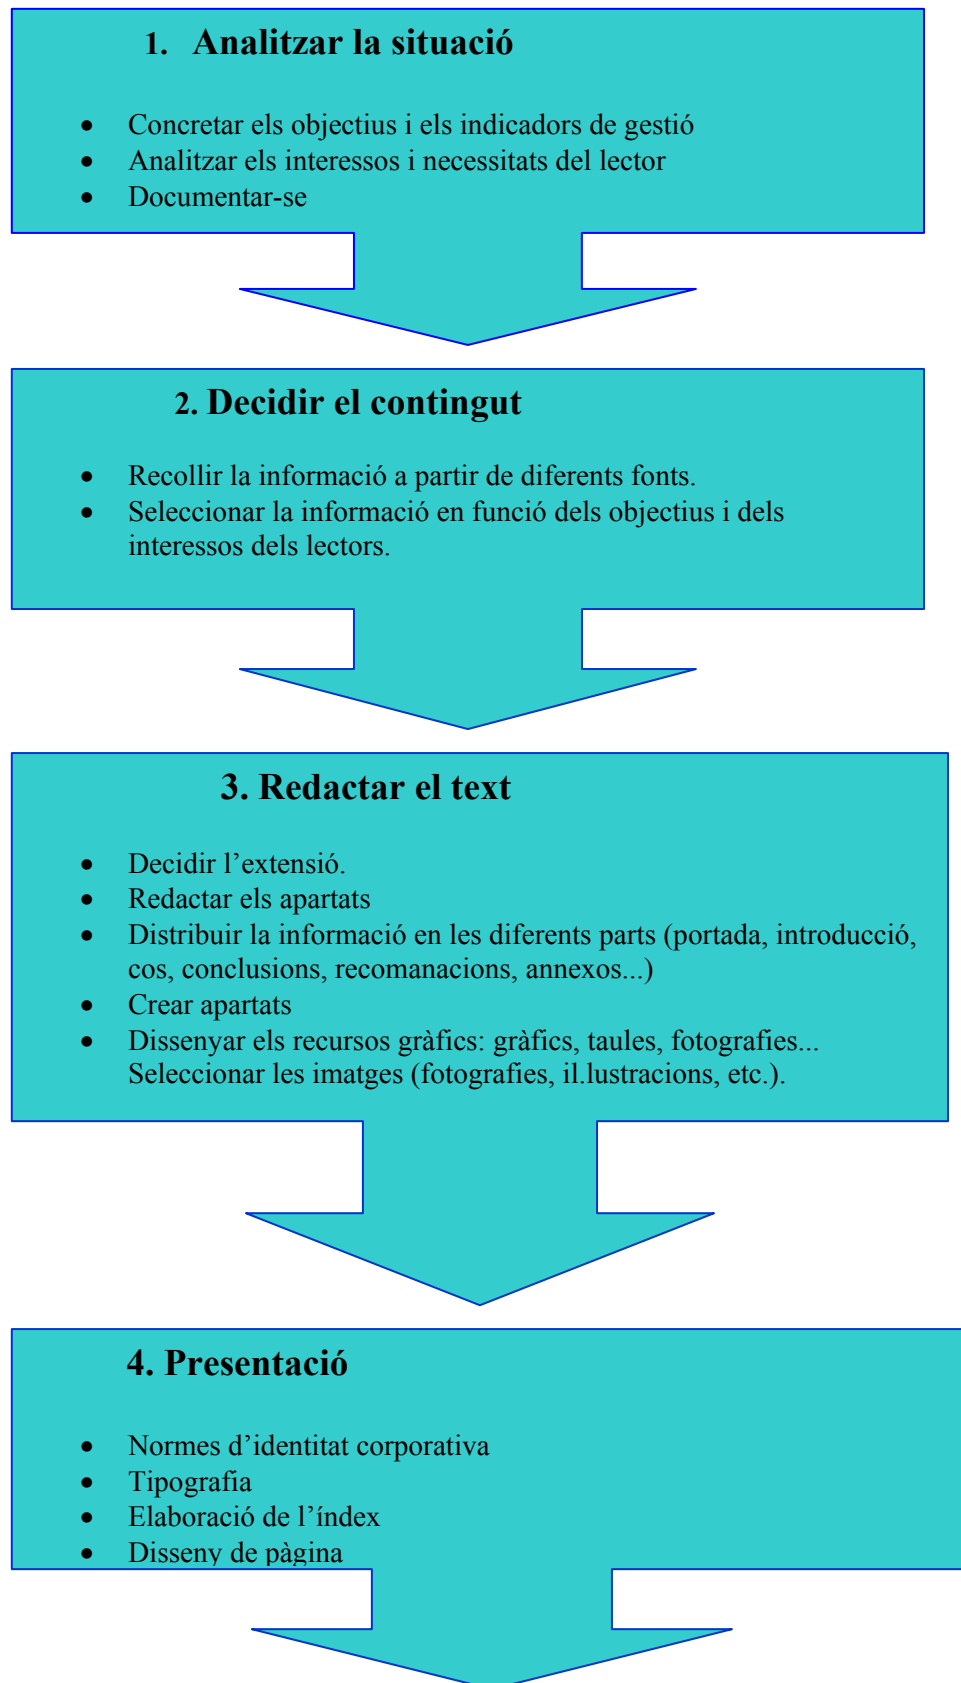 1. Analitzar la situació
• Concretar els objectius i els indicadors de gestió
• Analitzar els interessos i necessitats del lector
• Documentar-se
2. Decidir el contingut
• Recollir la informació a partir de diferents fonts.
• Seleccionar la informació en funció dels objectius i dels
interessos dels lectors.
3. Redactar el text
• Decidir l’extensió.
• Redactar els apartats
• Distribuir la informació en les diferents parts (portada, introducció,
cos, conclusions, recomanacions, annexos...)
• Crear apartats
• Dissenyar els recursos gràfics: gràfics, taules, fotografies...
Seleccionar les imatges (fotografies, il.lustracions, etc.).
4. Presentació
• Normes d’identitat corporativa
• Tipografia
• Elaboració de l’índex
• Disseny de pàgina